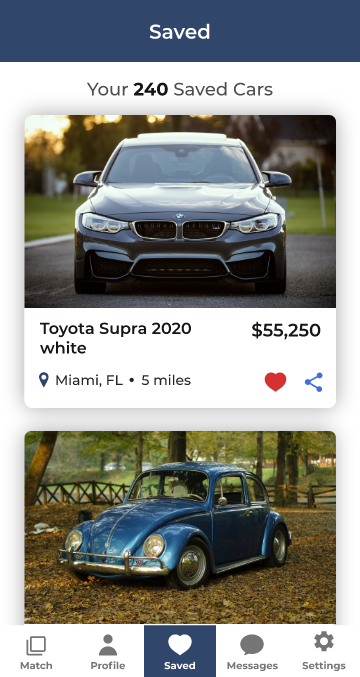 Saved
Your 240 Saved Cars
Toyota Supra 2020
white
$55,250
Miami, FL • 5 miles
Match
Profile
Saved
Messages
Settings